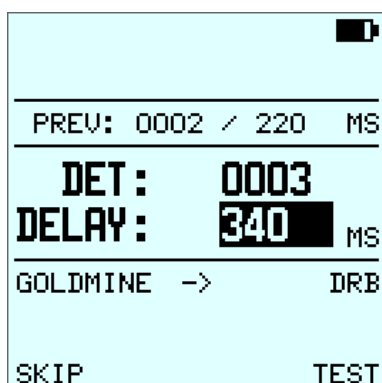 PREV: 0002 / 220 MS
DET: 0003
DELAY: 340 MS
GOLDMINE -> DRB
SKIP TEST